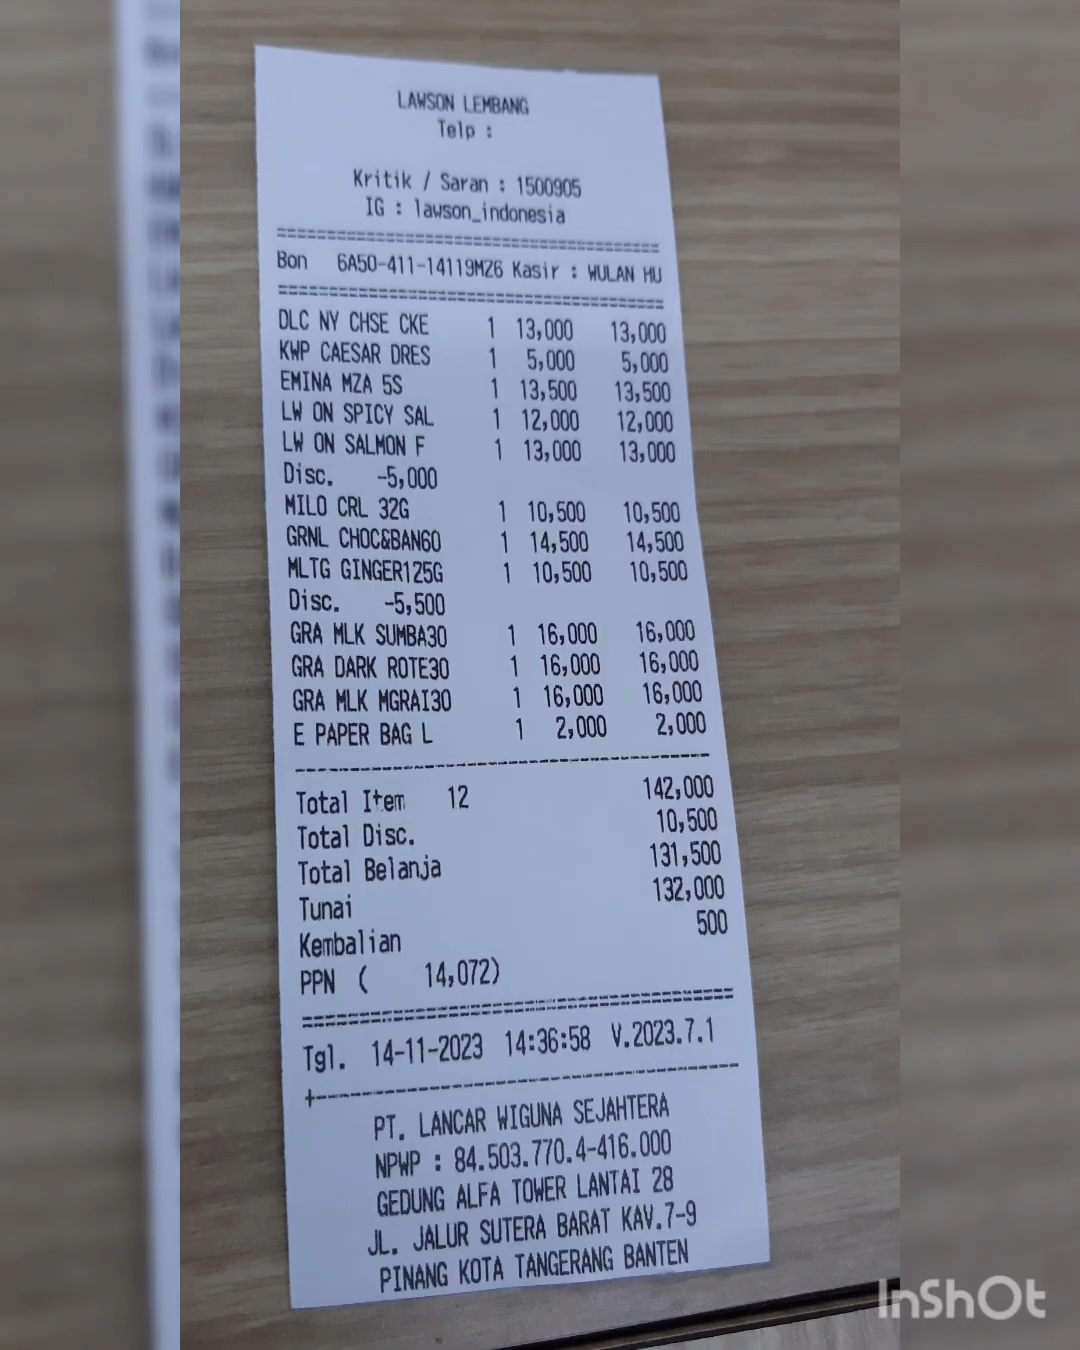 LAWSON LEMBANG
Telp :
Kritik / Saran : 1500905
IG : lawson_indonesia
======================================
Bon 6A50-411-14119MZ6 Kasir : WULAN HU
======================================
DLC NY CHSE CKE 1 13,000 13,000
KWP CAESAR DRES 1 5,000 5,000
EMINA MZA 5S 1 13,500 13,500
LW ON SPICY SAL 1 12,000 12,000
LW ON SALMON F 1 13,000 13,000
Disc. -5,000
MILO CRL 32G 1 10,500 10,500
GRNL CHOC&BAN60 1 14,500 14,500
MLTG GINGER125G 1 10,500 10,500
Disc. -5,500
GRA MLK SUMBA30 1 16,000 16,000
GRA DARK ROTE30 1 16,000 16,000
GRA MLK MGRAI30 1 16,000 16,000
E PAPER BAG L 1 2,000 2,000
--------------------------------------
Total Item 12 142,000
Total Disc. 10,500
Total Belanja 131,500
Tunai 132,000
Kembalian 500
PPN ( 14,072)
======================================
Tgl. 14-11-2023 14:36:58 V.2023.7.1
+-------------------------------------
PT. LANCAR WIGUNA SEJAHTERA
NPWP : 84.503.770.4-416.000
GEDUNG ALFA TOWER LANTAI 28
JL. JALUR SUTERA BARAT KAV.7-9
PINANG KOTA TANGERANG BANTEN
InShOt